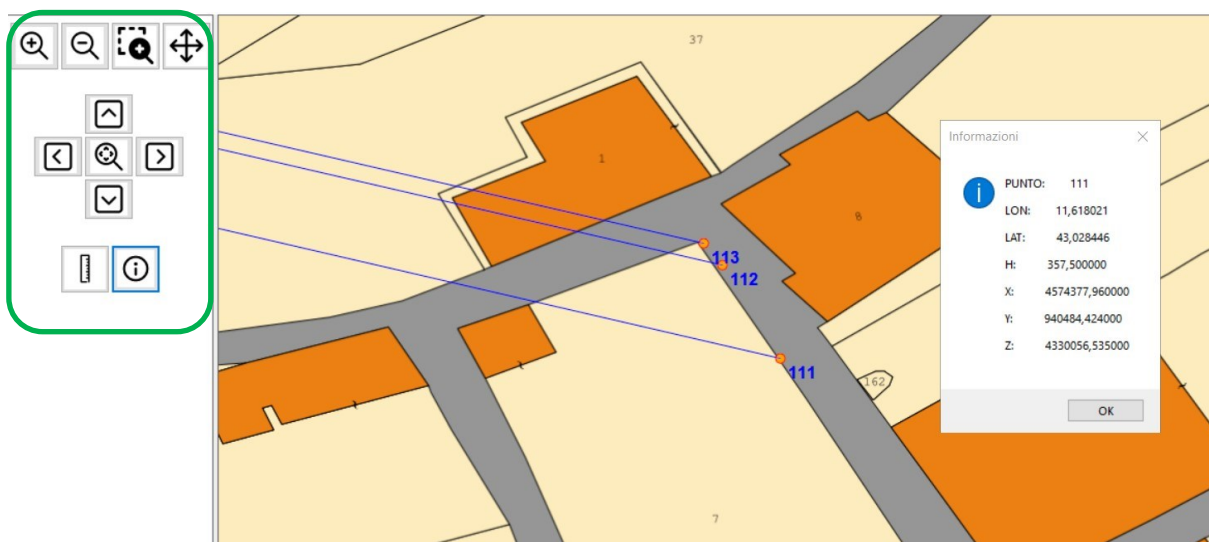 37
Informazioni
1
PUNTO: 111
8
LON: 11,618021
LAT: 43,028446
113
H: 357,500000
112
X: 4574377,960000
Y: 940484,424000
Z: 4330056,535000
111
162
OK
7